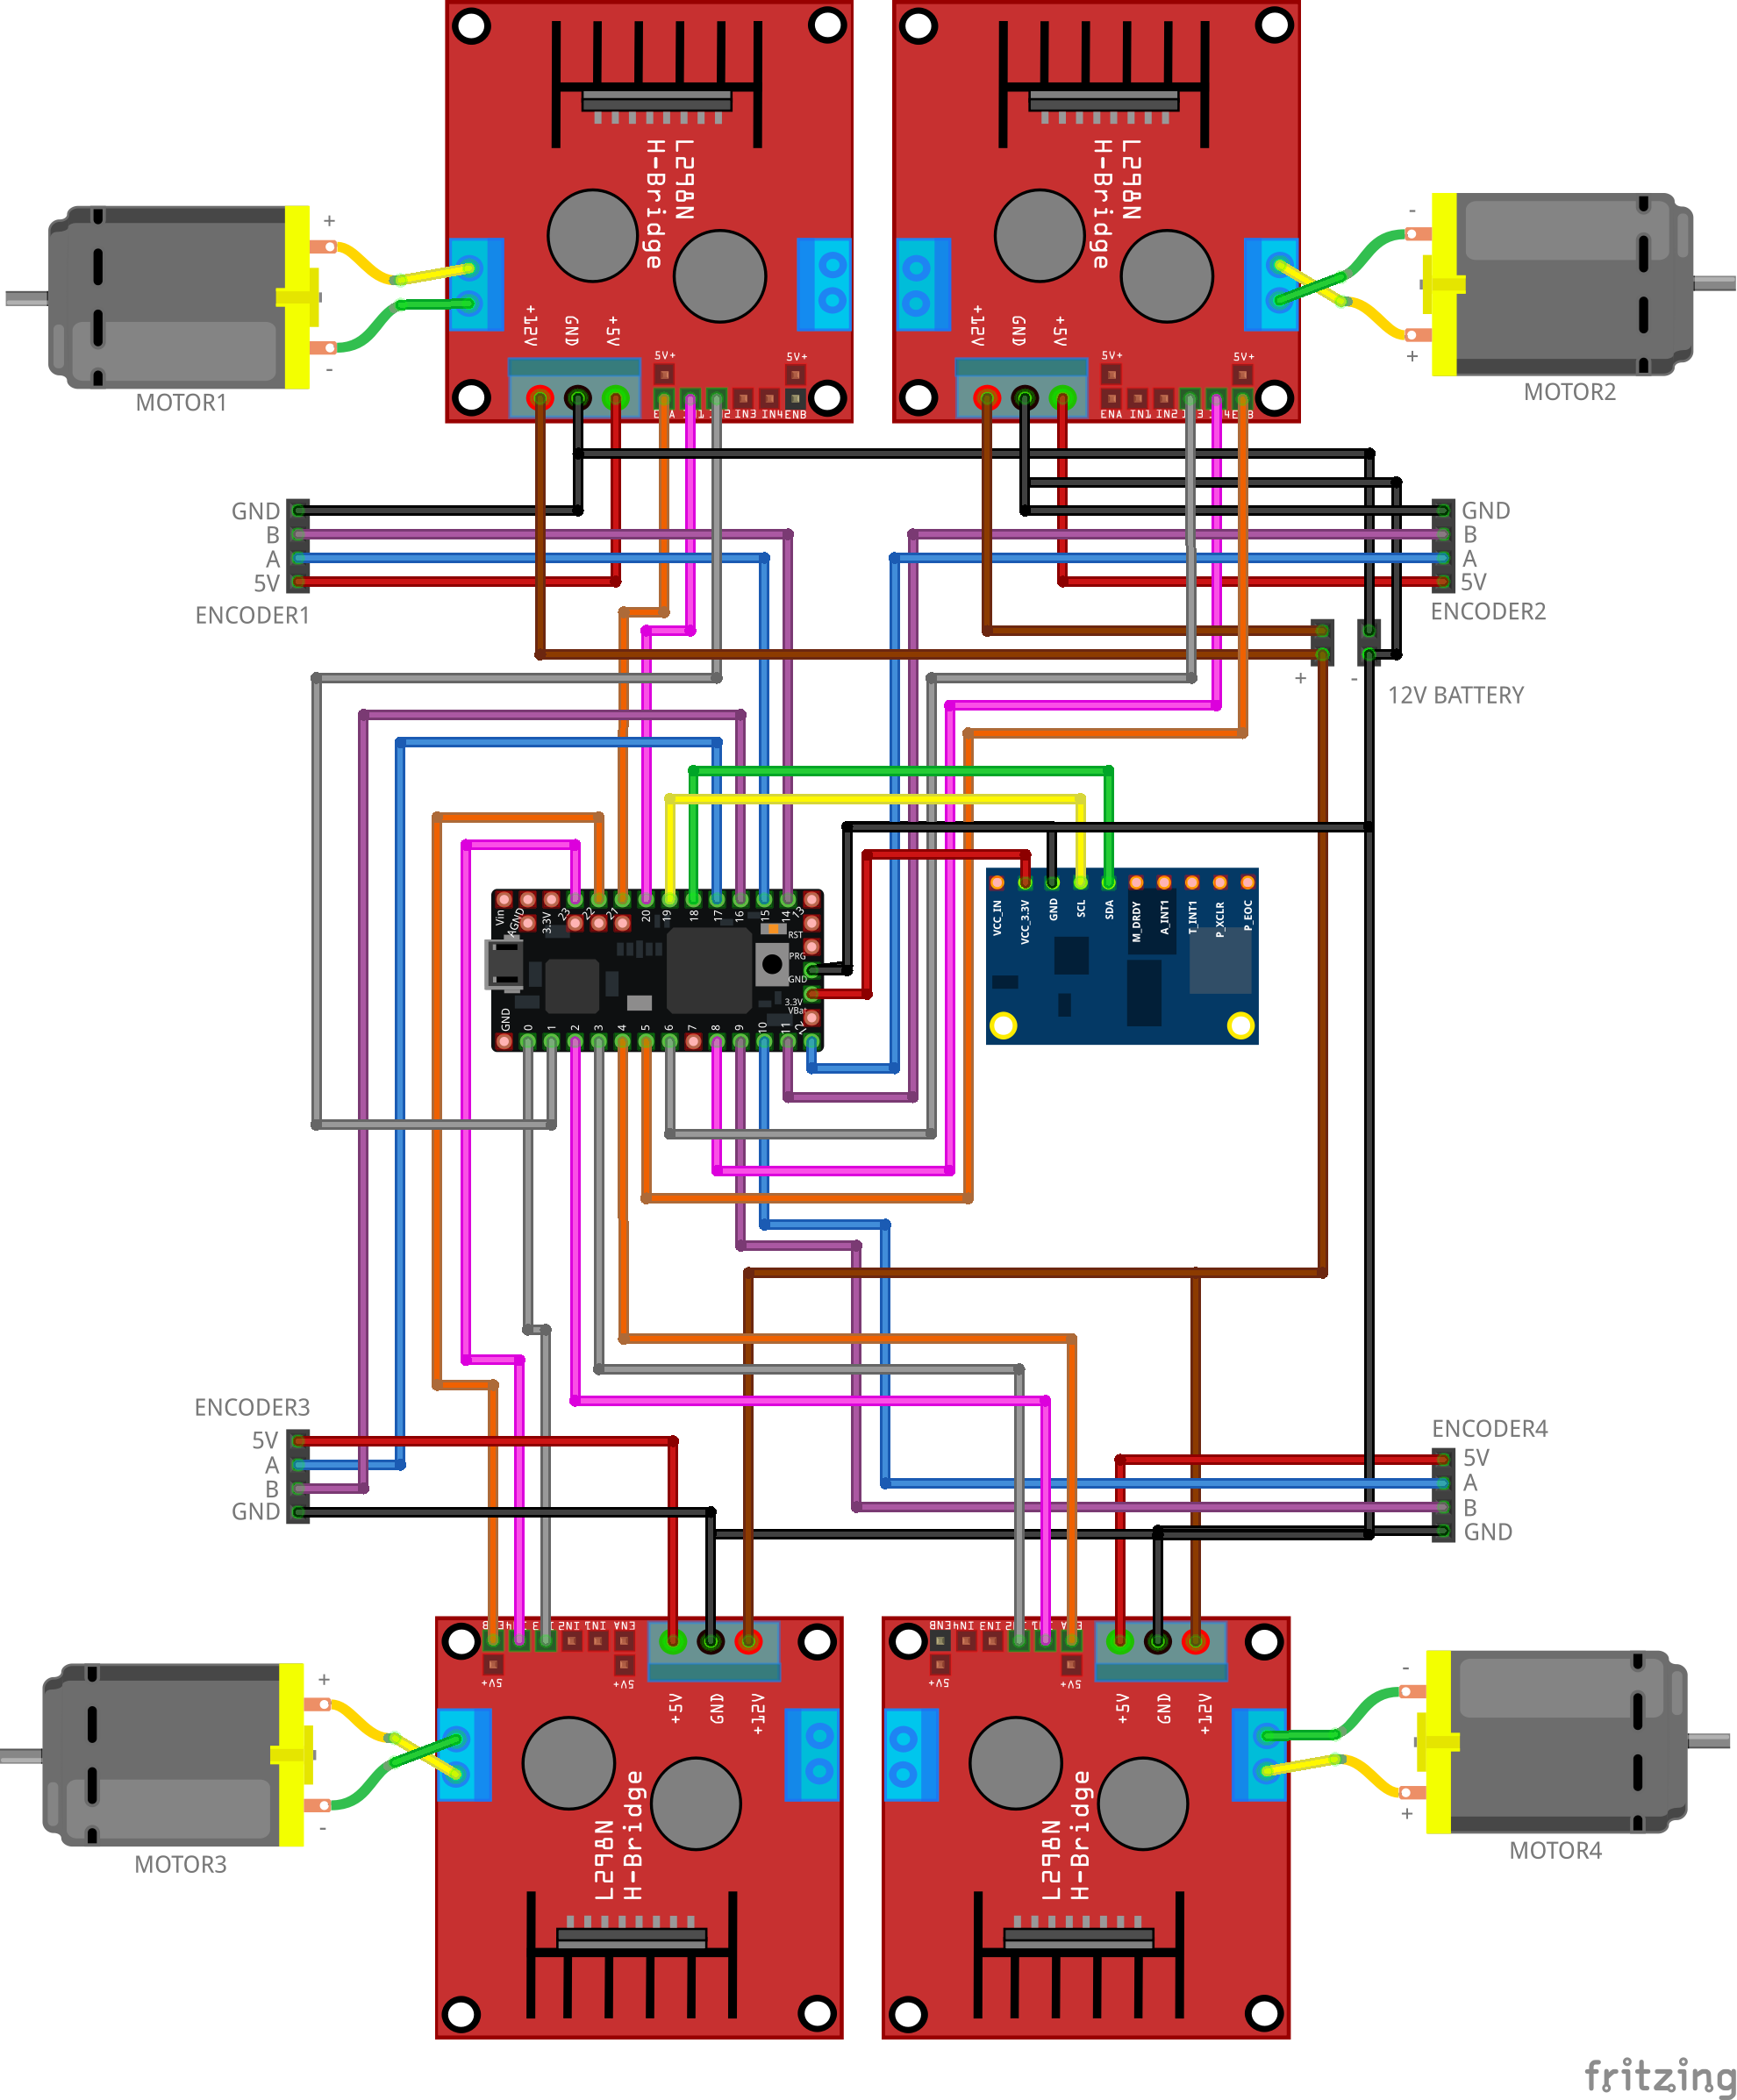 L298N
H-Bridge
L298N
H-Bridge
+12V
GND
+5V
5V+
5V+
ENA
IN1
IN2
IN3
IN4
ENB
+12V
GND
+5V
5V+
5V+
ENA
IN1
IN2
IN3
IN4
ENB
+
-
MOTOR1
-
+
MOTOR2
GND
B
A
5V
ENCODER1
GND
B
A
5V
ENCODER2
+
-
12V BATTERY
Vin
AGND
3.3V
23
22
21
20
19
18
17
16
15
14
13
RST
PRG
GND
3.3V
VBat
GND
0
1
2
3
4
5
6
7
8
9
10
11
12
VCC_IN
VCC_3.3V
GND
SCL
SDA
M_DRDY
A_INT1
T_INT1
P_XCLR
P_EOC
ENCODER3
5V
A
B
GND
ENCODER4
5V
A
B
GND
ENB
IN4
IN3
IN2
IN1
ENA
5V+
5V+
+5V
GND
+12V
ENB
IN4
IN3
IN2
IN1
ENA
5V+
5V+
+5V
GND
+12V
L298N
H-Bridge
L298N
H-Bridge
+
-
MOTOR3
-
+
MOTOR4
fritzing